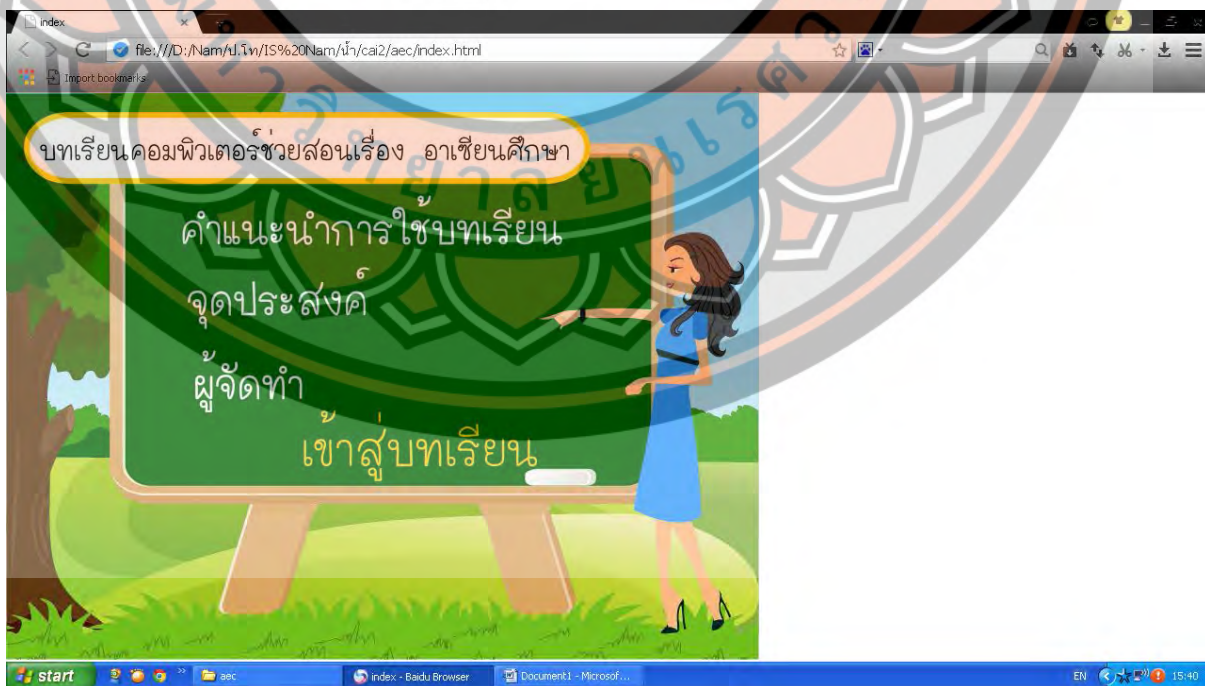 index
file:///D:/Nam/ป.โท/IS%20Nam/น้ำ/cai2/aec/index.html
Import bookmarks
บทเรียนคอมพิวเตอร์ช่วยสอนเรื่อง อาเซียนศึกษา
คำแนะนำการใช้บทเรียน
จุดประสงค์
ผู้จัดทำ
เข้าสู่บทเรียน
start
aec
index - Baidu Browser
Document1 - Microsof...
EN
15:40